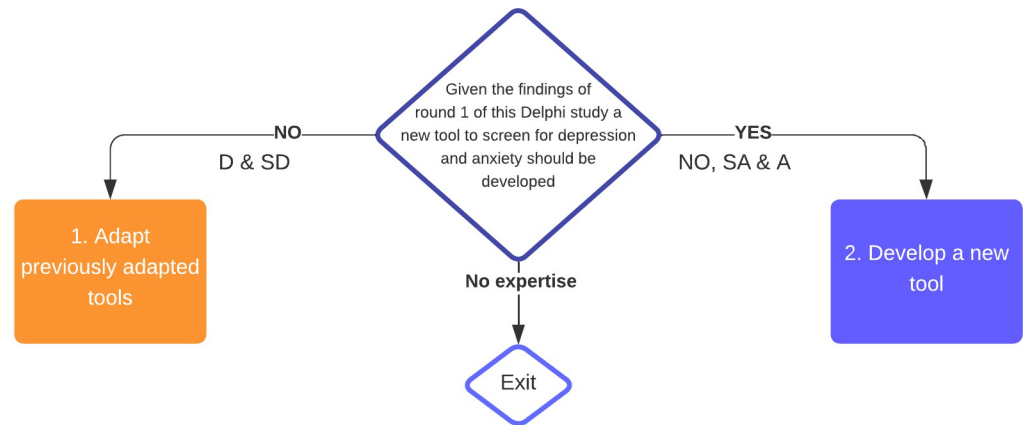 Given the findings of
round 1 of this Delphi study a
new tool to screen for depression
and anxiety should be
developed
NO
D & SD
YES
NO, SA & A
1. Adapt
previously adapted
tools
2. Develop a new
tool
No expertise
Exit